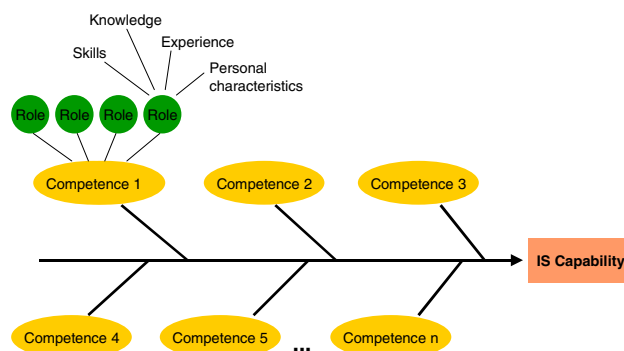 Knowledge
Experience
Skills
Personal
characteristics
Role Role Role Role
Competence 1 Competence 2 Competence 3
IS Capability
Competence 4 Competence 5 ... Competence n